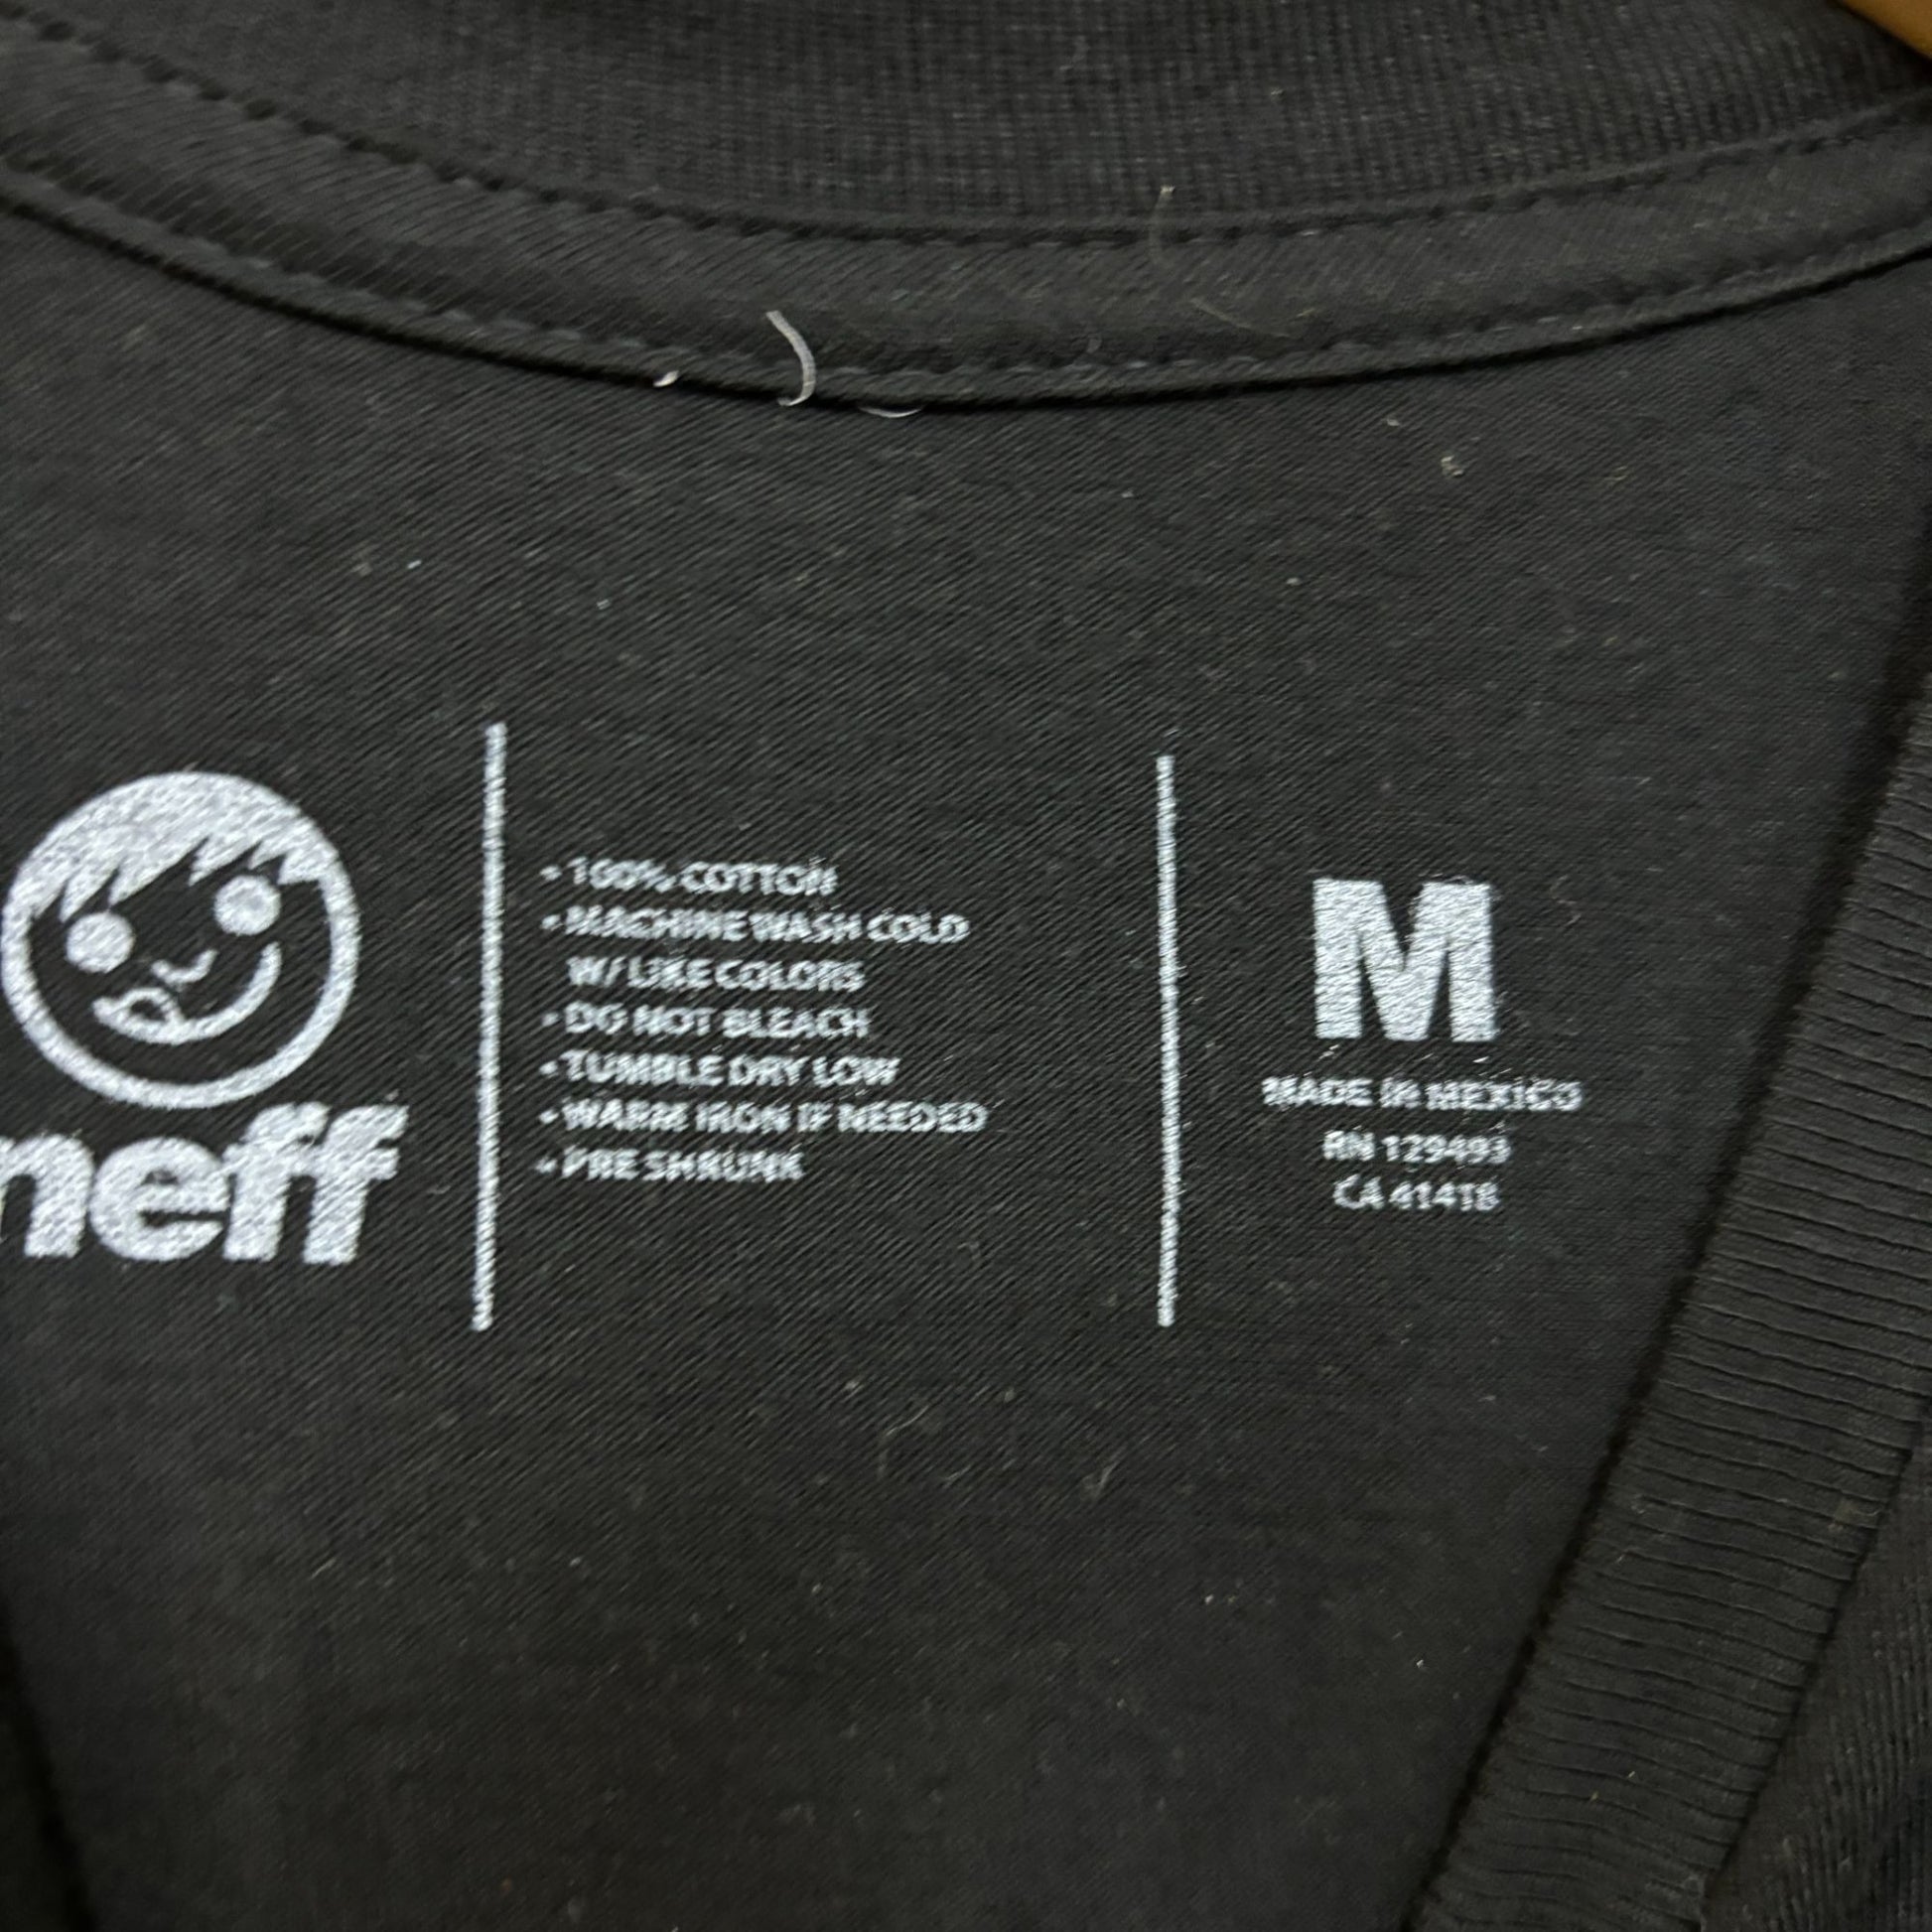 neff
• 100% COTTON
• MACHINE WASH COLD
W/ LIKE COLORS
• DO NOT BLEACH
• TUMBLE DRY LOW
• WARM IRON IF NEEDED
• PRE SHRUNK
M
MADE IN MEXICO
RN 129493
CA 41418